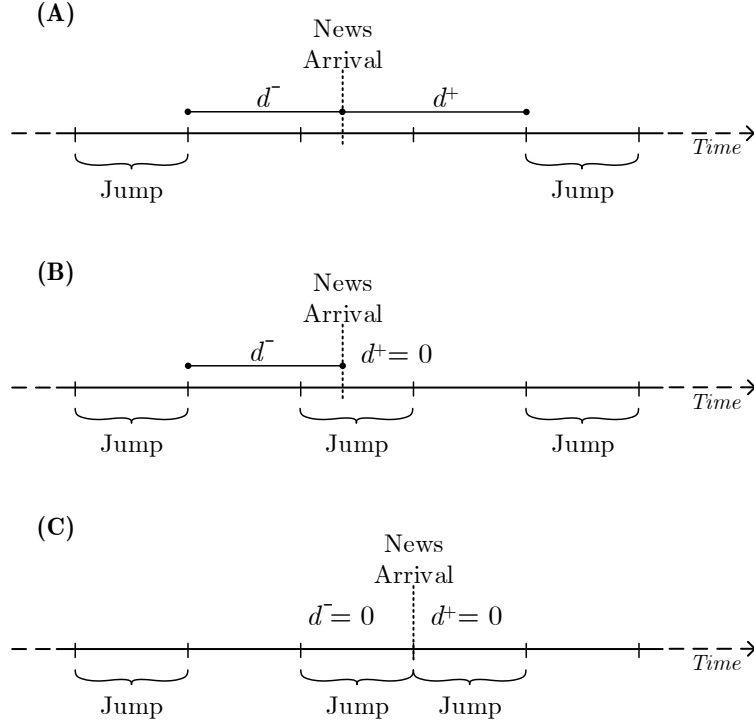 (A)
News
Arrival
d⁻ d⁺
Time
Jump Jump
(B)
News
Arrival
d⁻ d⁺= 0
Time
Jump Jump Jump
(C)
News
Arrival
d⁻= 0 d⁺= 0
Time
Jump Jump Jump